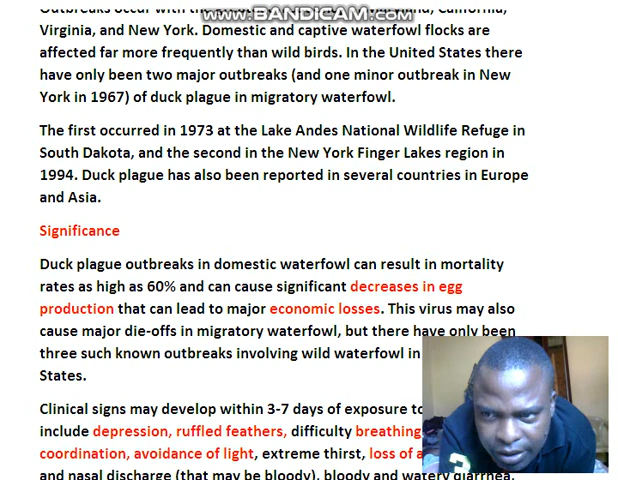 www.BANDICAM.com
Outbreaks occur with the
California,
Virginia, and New York. Domestic and captive waterfowl flocks are
affected far more frequently than wild birds. In the United States there
have only been two major outbreaks (and one minor outbreak in New
York in 1967) of duck plague in migratory waterfowl.
The first occurred in 1973 at the Lake Andes National Wildlife Refuge in
South Dakota, and the second in the New York Finger Lakes region in
1994. Duck plague has also been reported in several countries in Europe
and Asia.
Significance
Duck plague outbreaks in domestic waterfowl can result in mortality
rates as high as 60% and can cause significant decreases in egg
production that can lead to major economic losses. This virus may also
cause major die-offs in migratory waterfowl, but there have only been
three such known outbreaks involving wild waterfowl in
States.
Clinical signs may develop within 3-7 days of exposure to
include depression, ruffled feathers, difficulty breathing
coordination, avoidance of light, extreme thirst, loss of
and nasal discharge (that may be bloody), bloody and watery diarrhea,